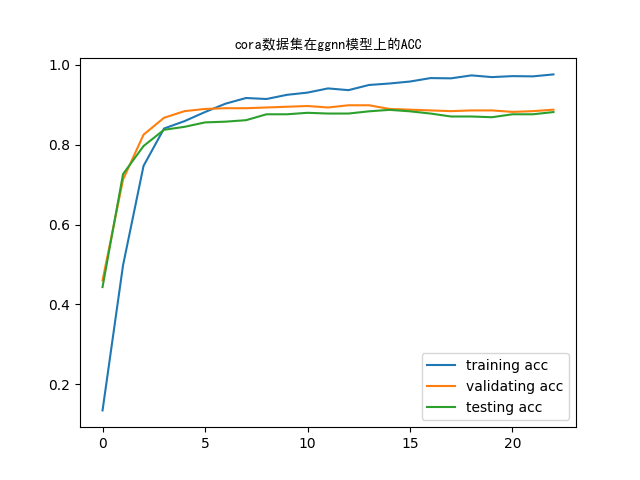 cora数据集在ggnn模型上的ACC
1.0
0.8
0.6
0.4
0.2
training acc
validating acc
testing acc
0 5 10 15 20